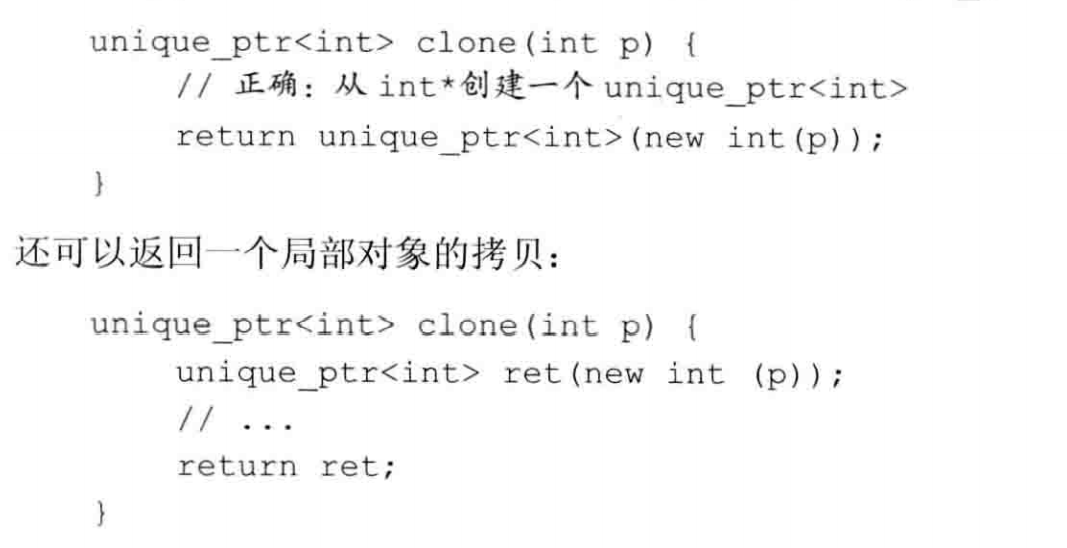 unique_ptr<int> clone(int p) {
// 正确：从 int*创建一个 unique_ptr<int>
return unique_ptr<int>(new int(p));
}
还可以返回一个局部对象的拷贝：
unique_ptr<int> clone(int p) {
unique_ptr<int> ret(new int (p));
// ...
return ret;
}